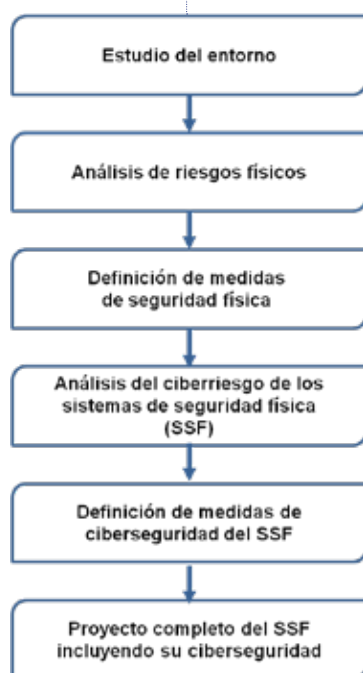 Estudio del entorno
Análisis de riesgos físicos
Definición de medidas
de seguridad física
Análisis del ciberriesgo de los
sistemas de seguridad física
(SSF)
Definición de medidas de
ciberseguridad del SSF
Proyecto completo del SSF
incluyendo su ciberseguridad